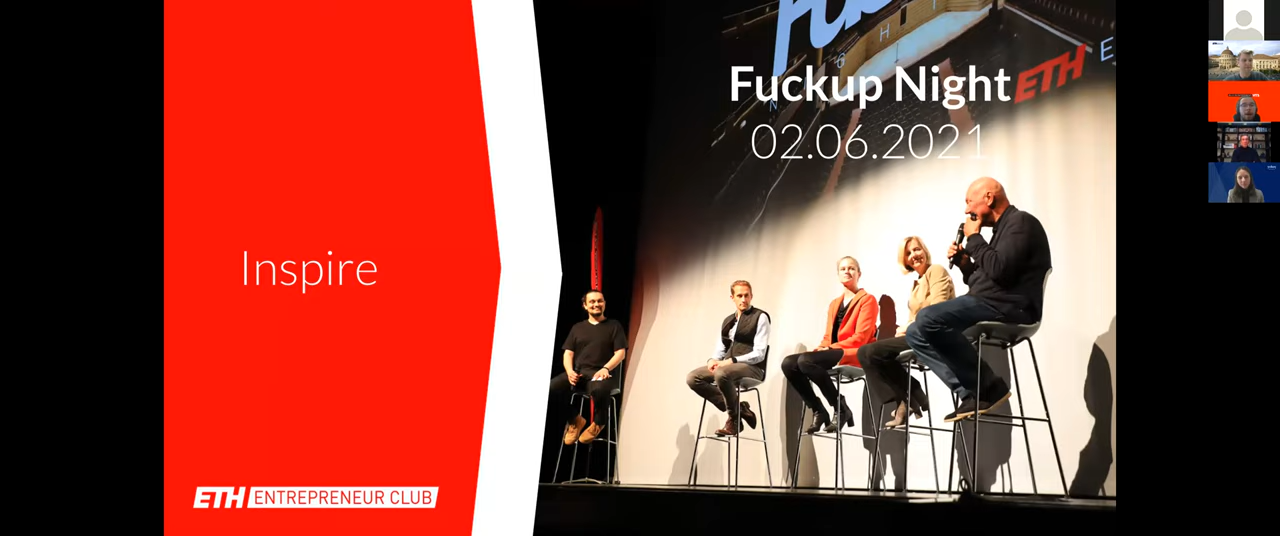 Inspire
ETH ENTREPRENEUR CLUB
Fuckup Night
02.06.2021
ETH E